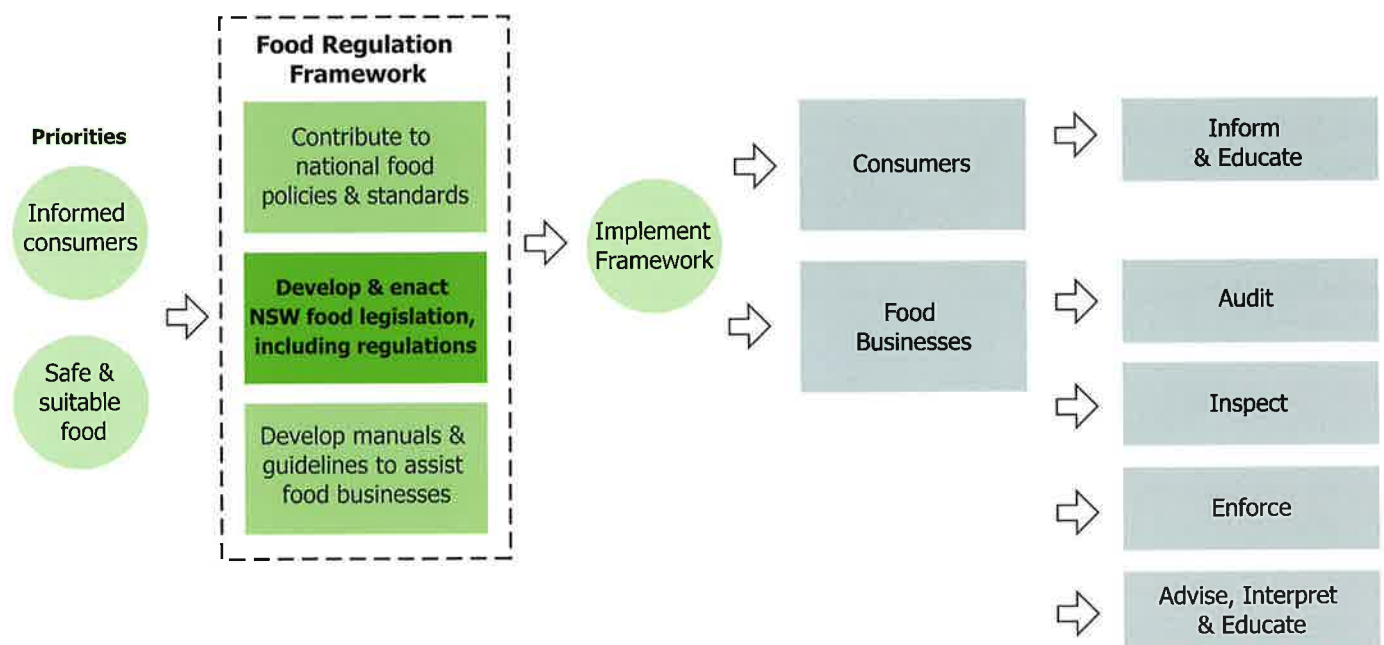 Food Regulation
Framework
Priorities
Informed
consumers
Safe &
suitable
food
Contribute to
national food
policies & standards
Develop & enact
NSW food legislation,
including regulations
Develop manuals &
guidelines to assist
food businesses
Implement
Framework
Consumers
Food
Businesses
Inform
& Educate
Audit
Inspect
Enforce
Advise, Interpret
& Educate